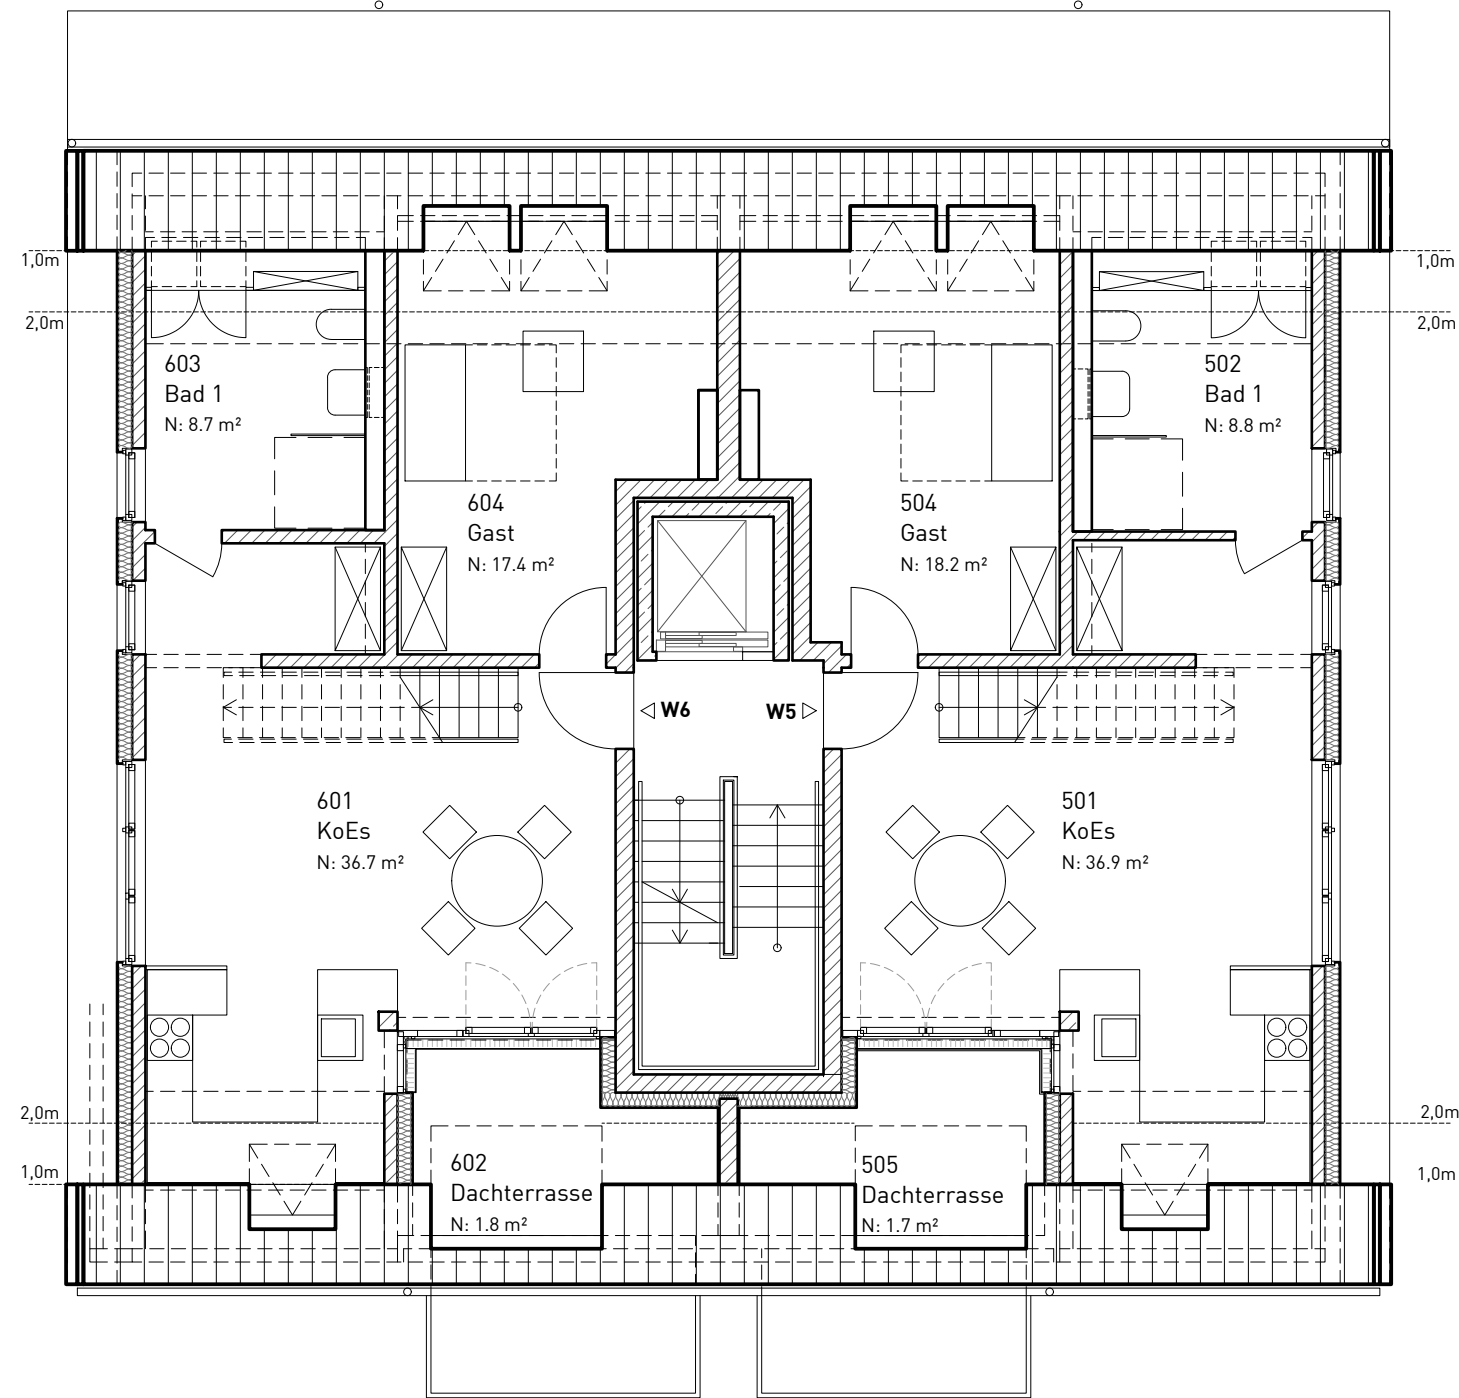 1,0m
1,0m
2,0m
2,0m
603
Bad 1
N: 8.7 m²
502
Bad 1
N: 8.8 m²
604
Gast
N: 17.4 m²
504
Gast
N: 18.2 m²
W6
W5
601
KoEs
N: 36.7 m²
501
KoEs
N: 36.9 m²
2,0m
2,0m
1,0m
1,0m
602
Dachterrasse
N: 1.8 m²
505
Dachterrasse
N: 1.7 m²